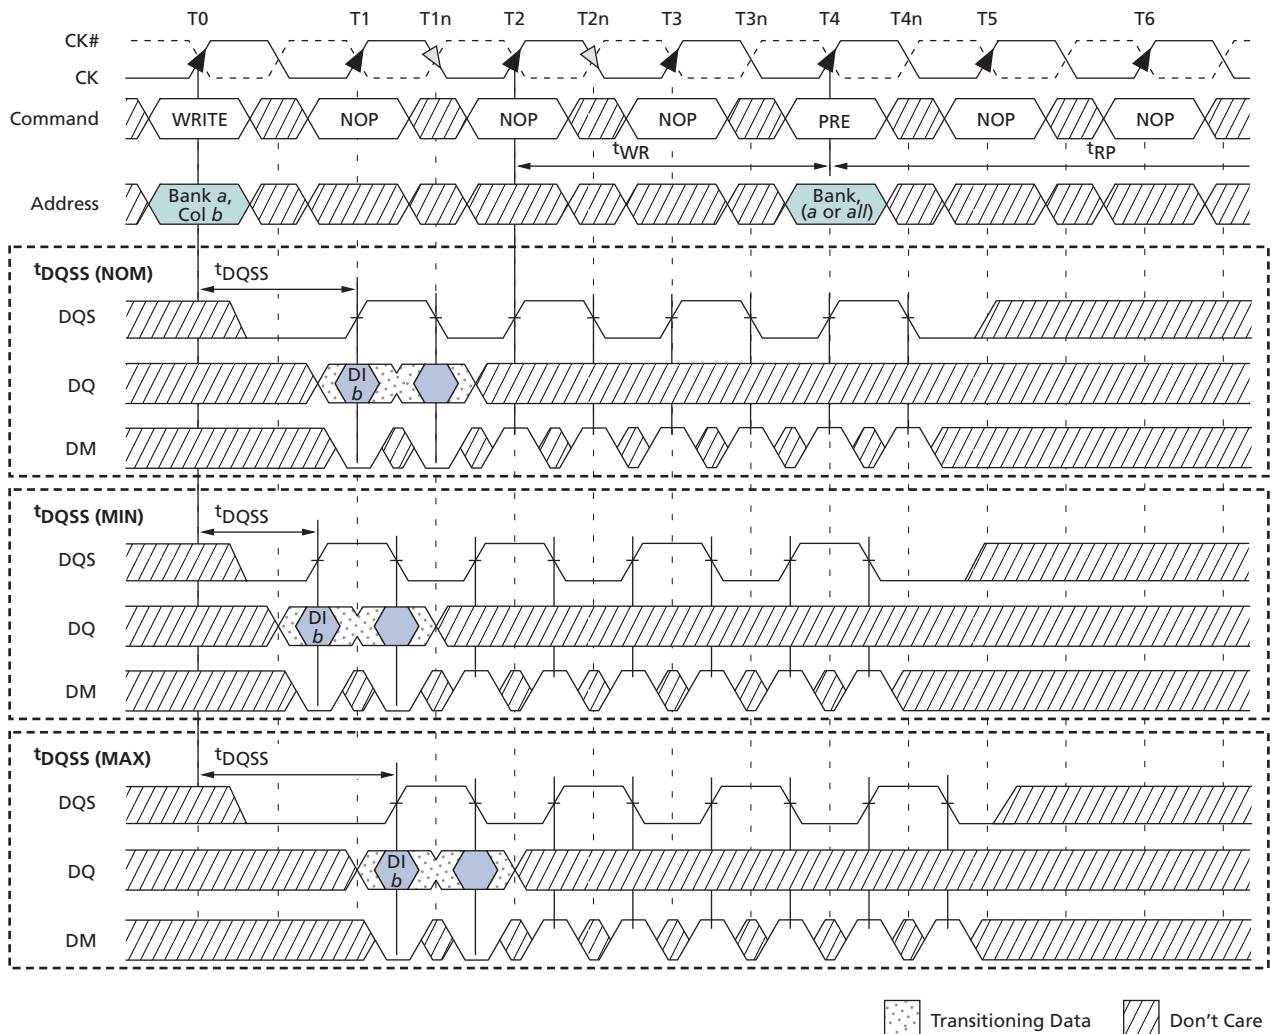 T0 T1 T1n T2 T2n T3 T3n T4 T4n T5 T6
CK#
CK
Command WRITE NOP NOP NOP PRE NOP NOP
tWR tRP
Address Bank a, Col b Bank, (a or all)
tDQSS (NOM) tDQSS
DQS
DQ DI b
DM
tDQSS (MIN) tDQSS
DQS
DQ DI b
DM
tDQSS (MAX) tDQSS
DQS
DQ DI b
DM
Transitioning Data Don't Care